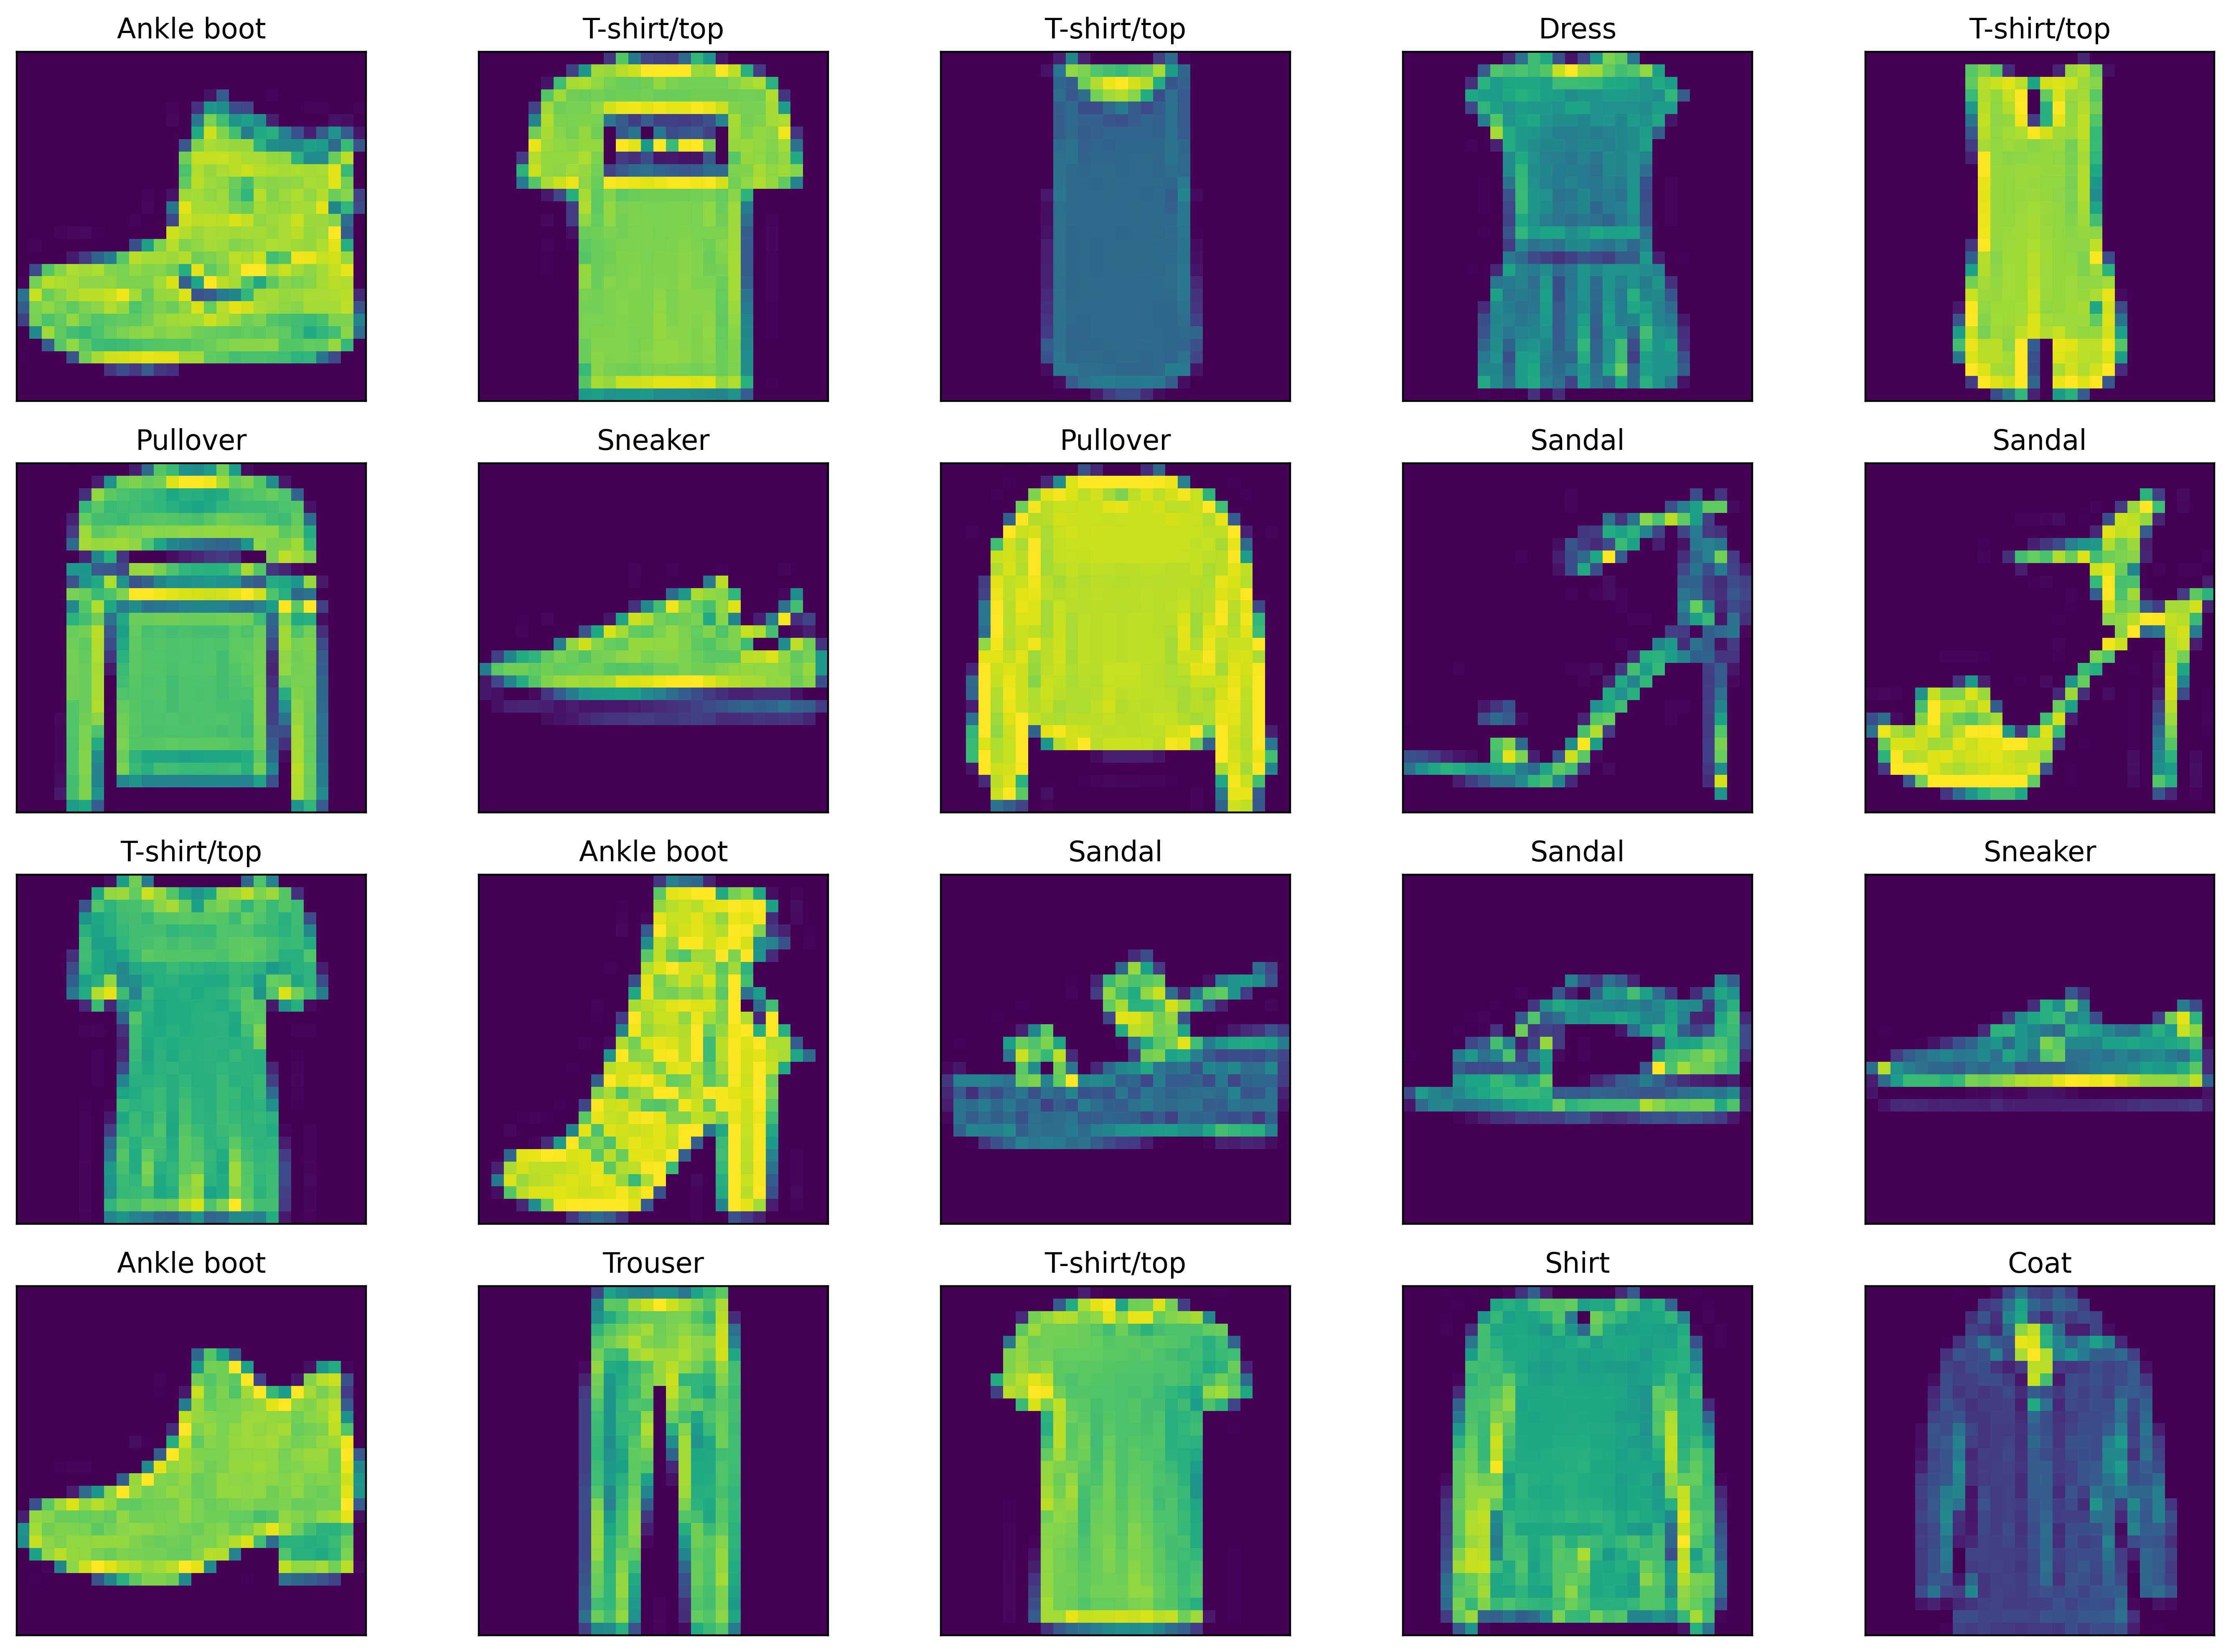 Ankle boot
T-shirt/top
T-shirt/top
Dress
T-shirt/top
Pullover
Sneaker
Pullover
Sandal
Sandal
T-shirt/top
Ankle boot
Sandal
Sandal
Sneaker
Ankle boot
Trouser
T-shirt/top
Shirt
Coat